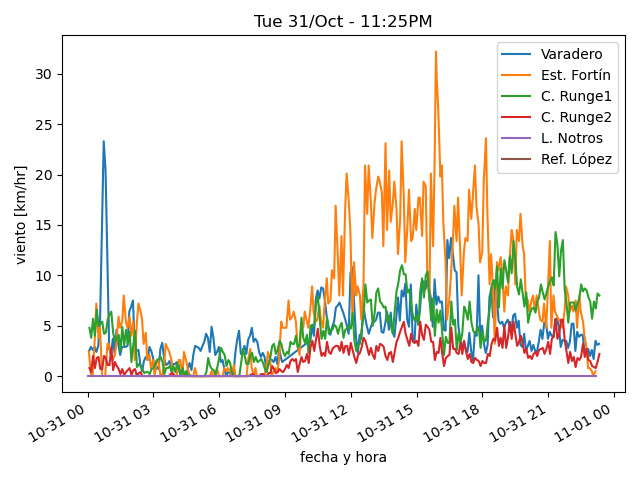 Tue 31/Oct - 11:25PM
Varadero
Est. Fortín
C. Runge1
C. Runge2
L. Notros
Ref. López
viento [km/hr]
30
25
20
15
10
5
0
10-31 00
10-31 03
10-31 06
10-31 09
10-31 12
10-31 15
10-31 18
10-31 21
11-01 00
fecha y hora